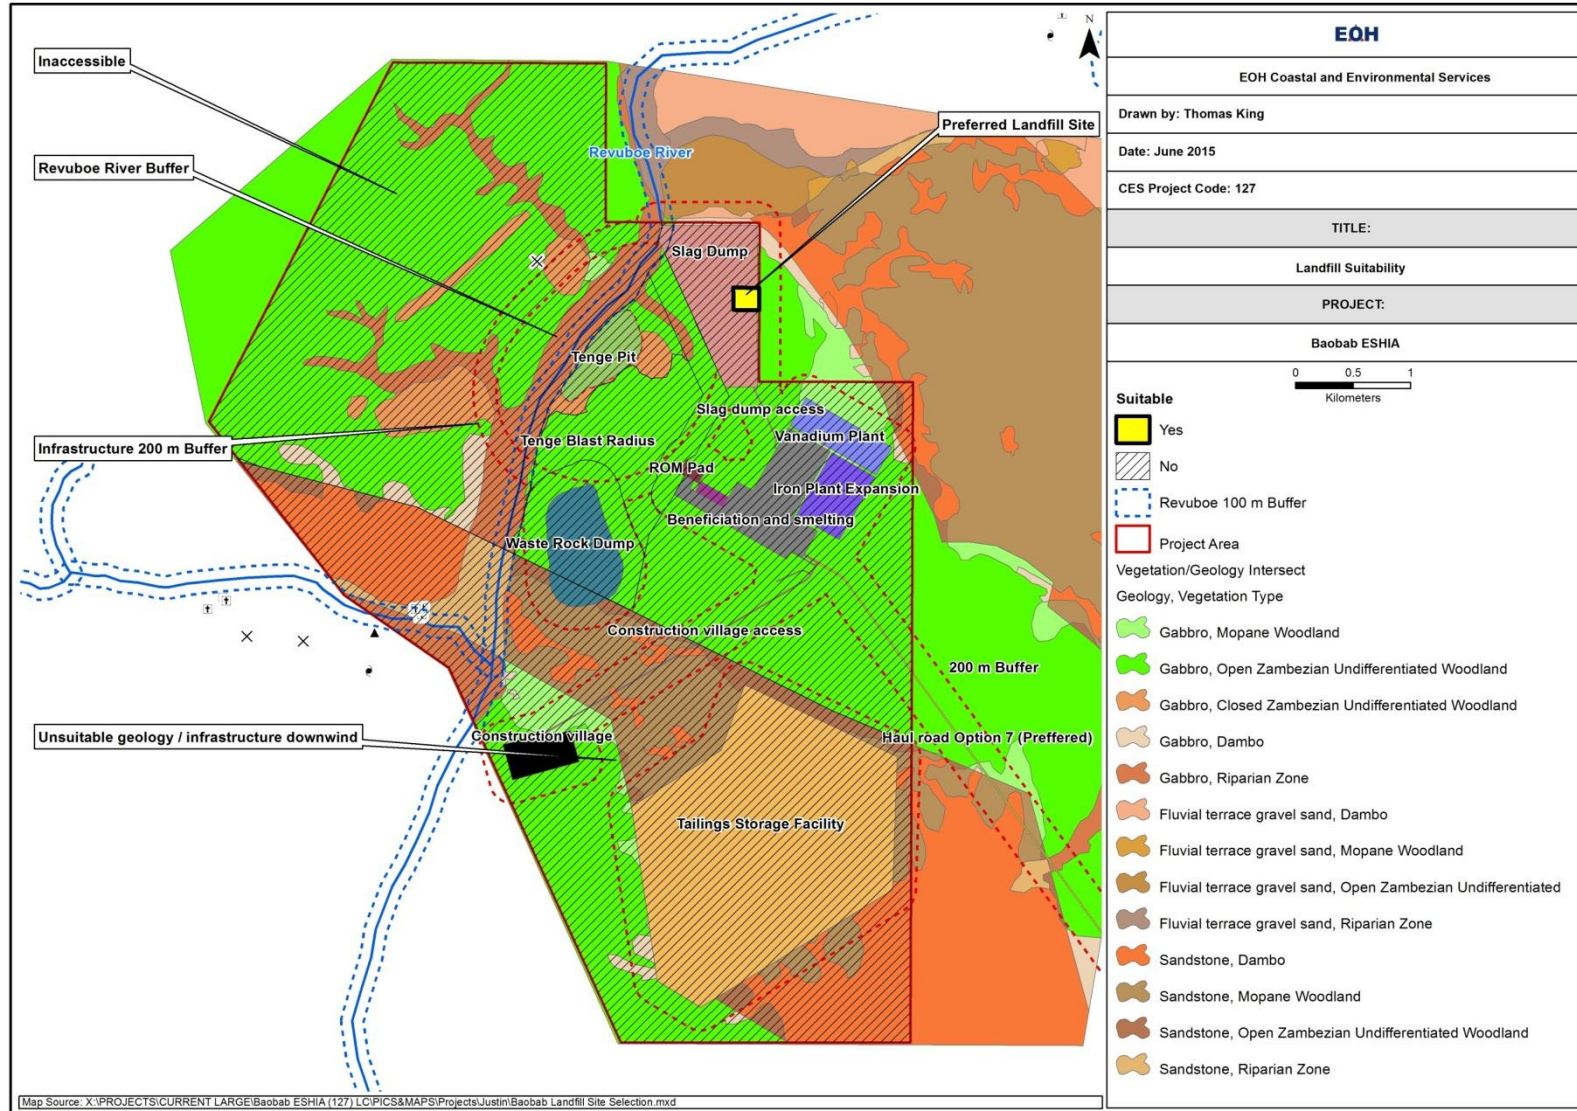 Inaccessible
Revuboe River Buffer
Revuboe River
Preferred Landfill Site
N
Slag Dump
Tenge Pit
Slag dump access
Vanadium Plant
Infrastructure 200 m Buffer
Tenge Blast Radius
ROM Pad
Iron Plant Expansion
Beneficiation and smelting
Waste Rock Dump
Construction village access
200 m Buffer
Unsuitable geology / infrastructure downwind
Construction village
Haul road Option 7 (Preffered)
Tailings Storage Facility
Map Source: X:\PROJECTS\CURRENT LARGE\Baobab ESHIA (127) LC\PICS&MAPS\Projects\Justin\Baobab Landfill Site Selection.mxd
EOH
EOH Coastal and Environmental Services
Drawn by: Thomas King
Date: June 2015
CES Project Code: 127
TITLE:
Landfill Suitability
PROJECT:
Baobab ESHIA
0 0.5 1
Kilometers
Suitable
Yes
No
Revuboe 100 m Buffer
Project Area
Vegetation/Geology Intersect
Geology, Vegetation Type
Gabbro, Mopane Woodland
Gabbro, Open Zambezian Undifferentiated Woodland
Gabbro, Closed Zambezian Undifferentiated Woodland
Gabbro, Dambo
Gabbro, Riparian Zone
Fluvial terrace gravel sand, Dambo
Fluvial terrace gravel sand, Mopane Woodland
Fluvial terrace gravel sand, Open Zambezian Undifferentiated
Fluvial terrace gravel sand, Riparian Zone
Sandstone, Dambo
Sandstone, Mopane Woodland
Sandstone, Open Zambezian Undifferentiated Woodland
Sandstone, Riparian Zone